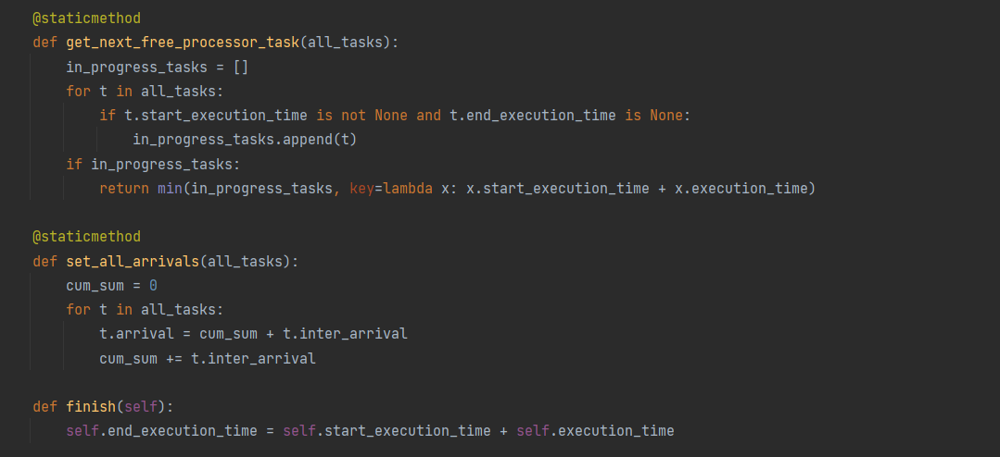 @staticmethod
def get_next_free_processor_task(all_tasks):
    in_progress_tasks = []
    for t in all_tasks:
        if t.start_execution_time is not None and t.end_execution_time is None:
            in_progress_tasks.append(t)
    if in_progress_tasks:
        return min(in_progress_tasks, key=lambda x: x.start_execution_time + x.execution_time)

@staticmethod
def set_all_arrivals(all_tasks):
    cum_sum = 0
    for t in all_tasks:
        t.arrival = cum_sum + t.inter_arrival
        cum_sum += t.inter_arrival

def finish(self):
    self.end_execution_time = self.start_execution_time + self.execution_time